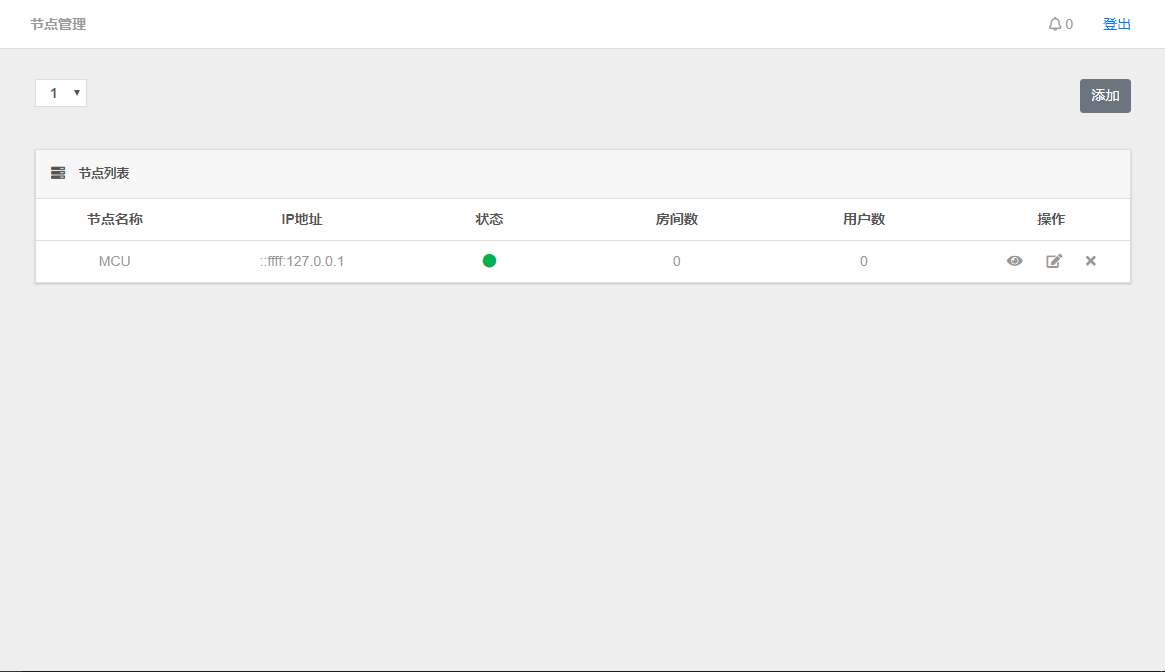 节点管理 0 登出
1 添加
节点列表
节点名称 IP地址 状态 房间数 用户数 操作
MCU ::ffff:127.0.0.1 0 0